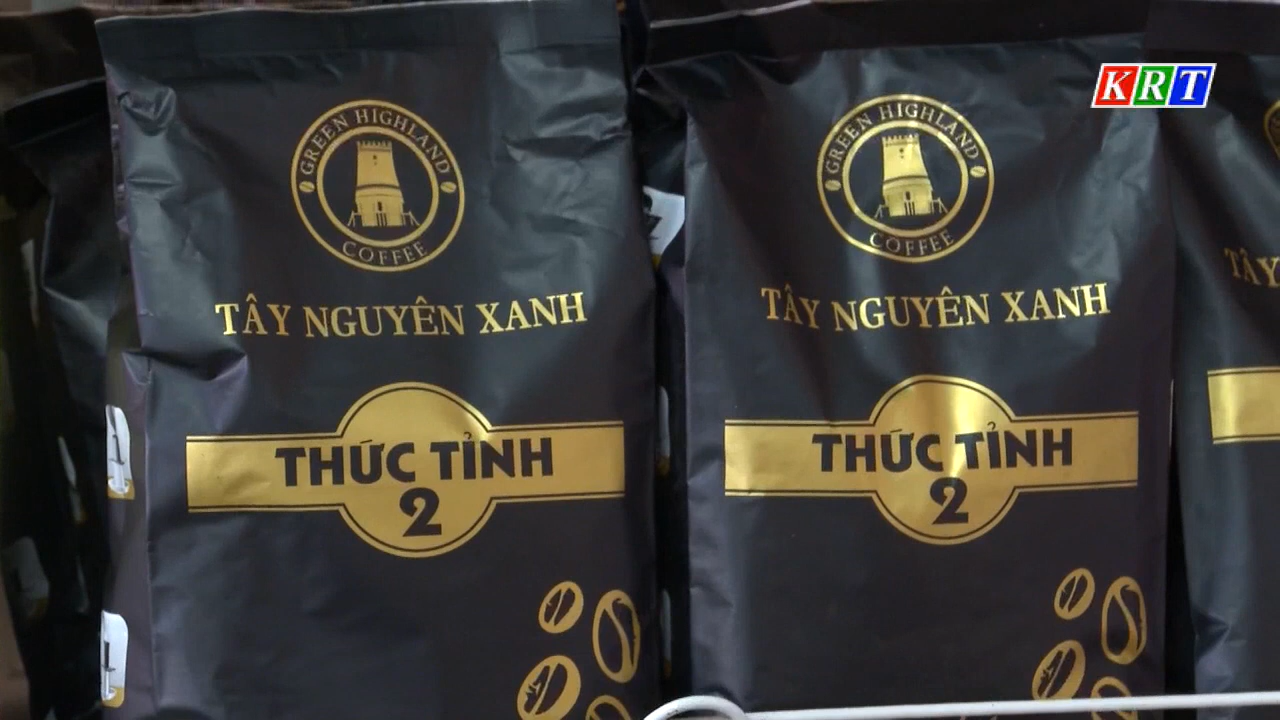 KRT
GREEN HIGHLAND
COFFEE
TÂY NGUYÊN XANH
THỨC TỈNH
2
GREEN HIGHLAND
COFFEE
TÂY NGUYÊN XANH
THỨC TỈNH
2
TÂY